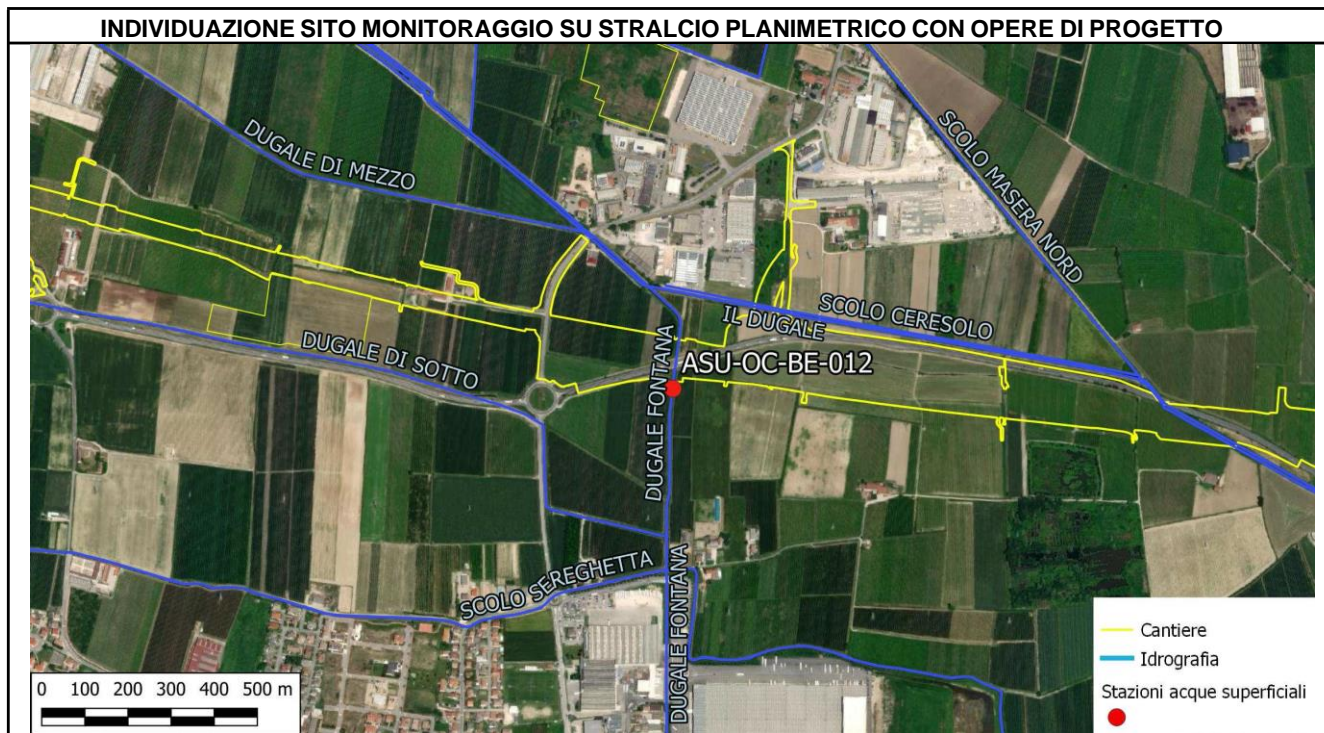 INDIVIDUAZIONE SITO MONITORAGGIO SU STRALCIO PLANIMETRICO CON OPERE DI PROGETTO
DUGALE DI MEZZO
SCOLO MASERA NORD
SCOLO CERESOLO
IL DUGALE
DUGALE DI SOTTO
DUGALE FONTANA
ASU-OC-BE-012
SCOLO SEREGHETTA
DUGALE FONTANA
Cantiere
Idrografia
Stazioni acque superficiali
0 100 200 300 400 500 m